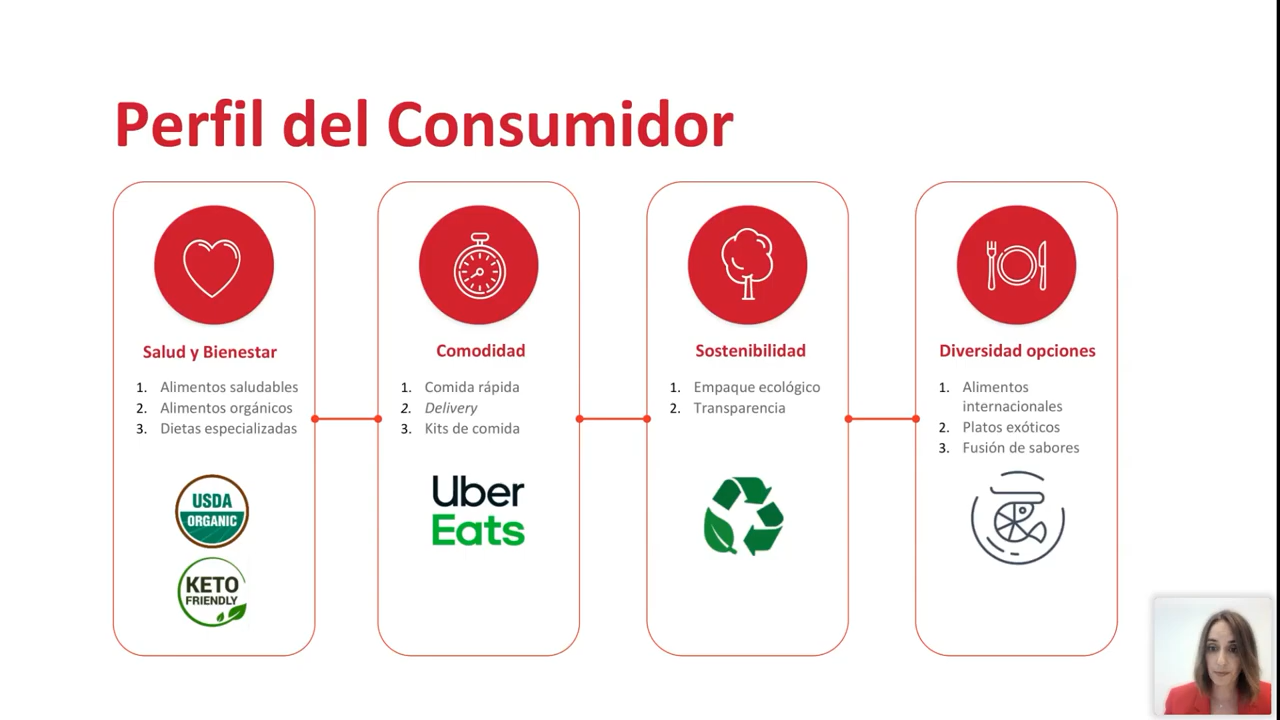 Perfil del Consumidor
Salud y Bienestar
1. Alimentos saludables
2. Alimentos orgánicos
3. Dietas especializadas
USDA
ORGANIC
KETO
FRIENDLY
Comodidad
1. Comida rápida
2. Delivery
3. Kits de comida
Uber
Eats
Sostenibilidad
1. Empaque ecológico
2. Transparencia
Diversidad opciones
1. Alimentos
internacionales
2. Platos exóticos
3. Fusión de sabores